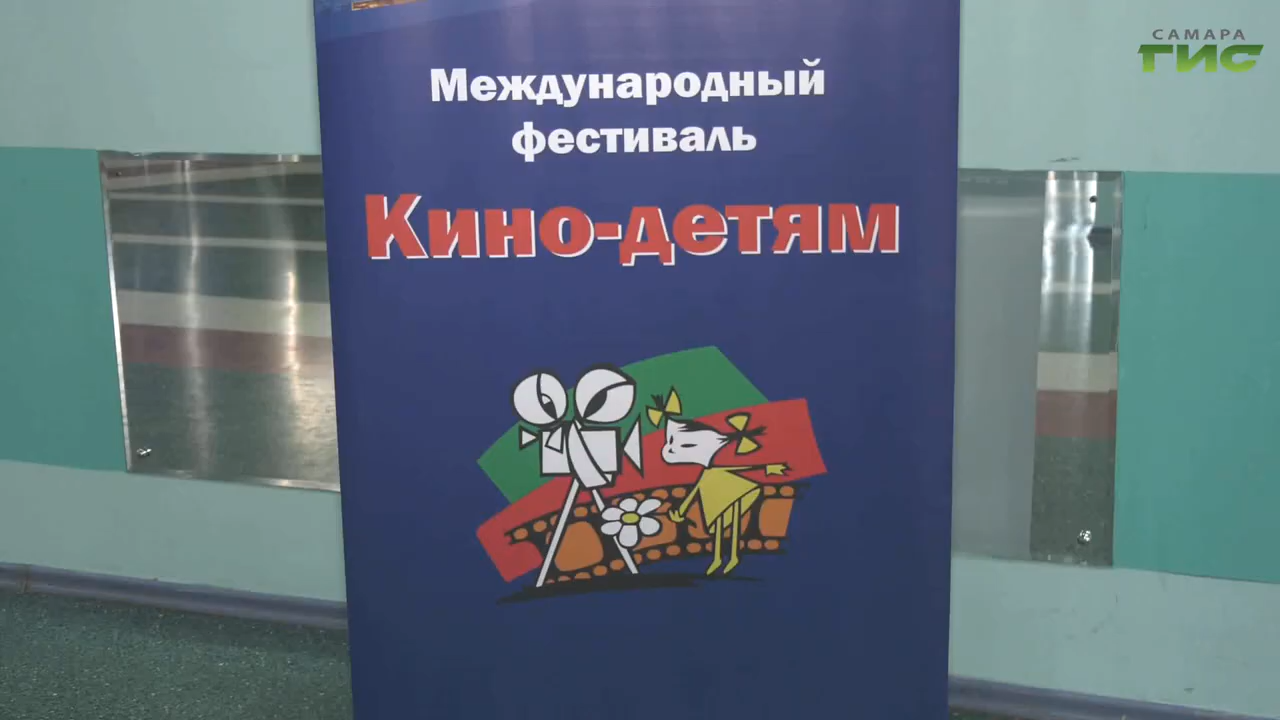 САМАРА
ГИС
Международный
фестиваль
Кино-детям